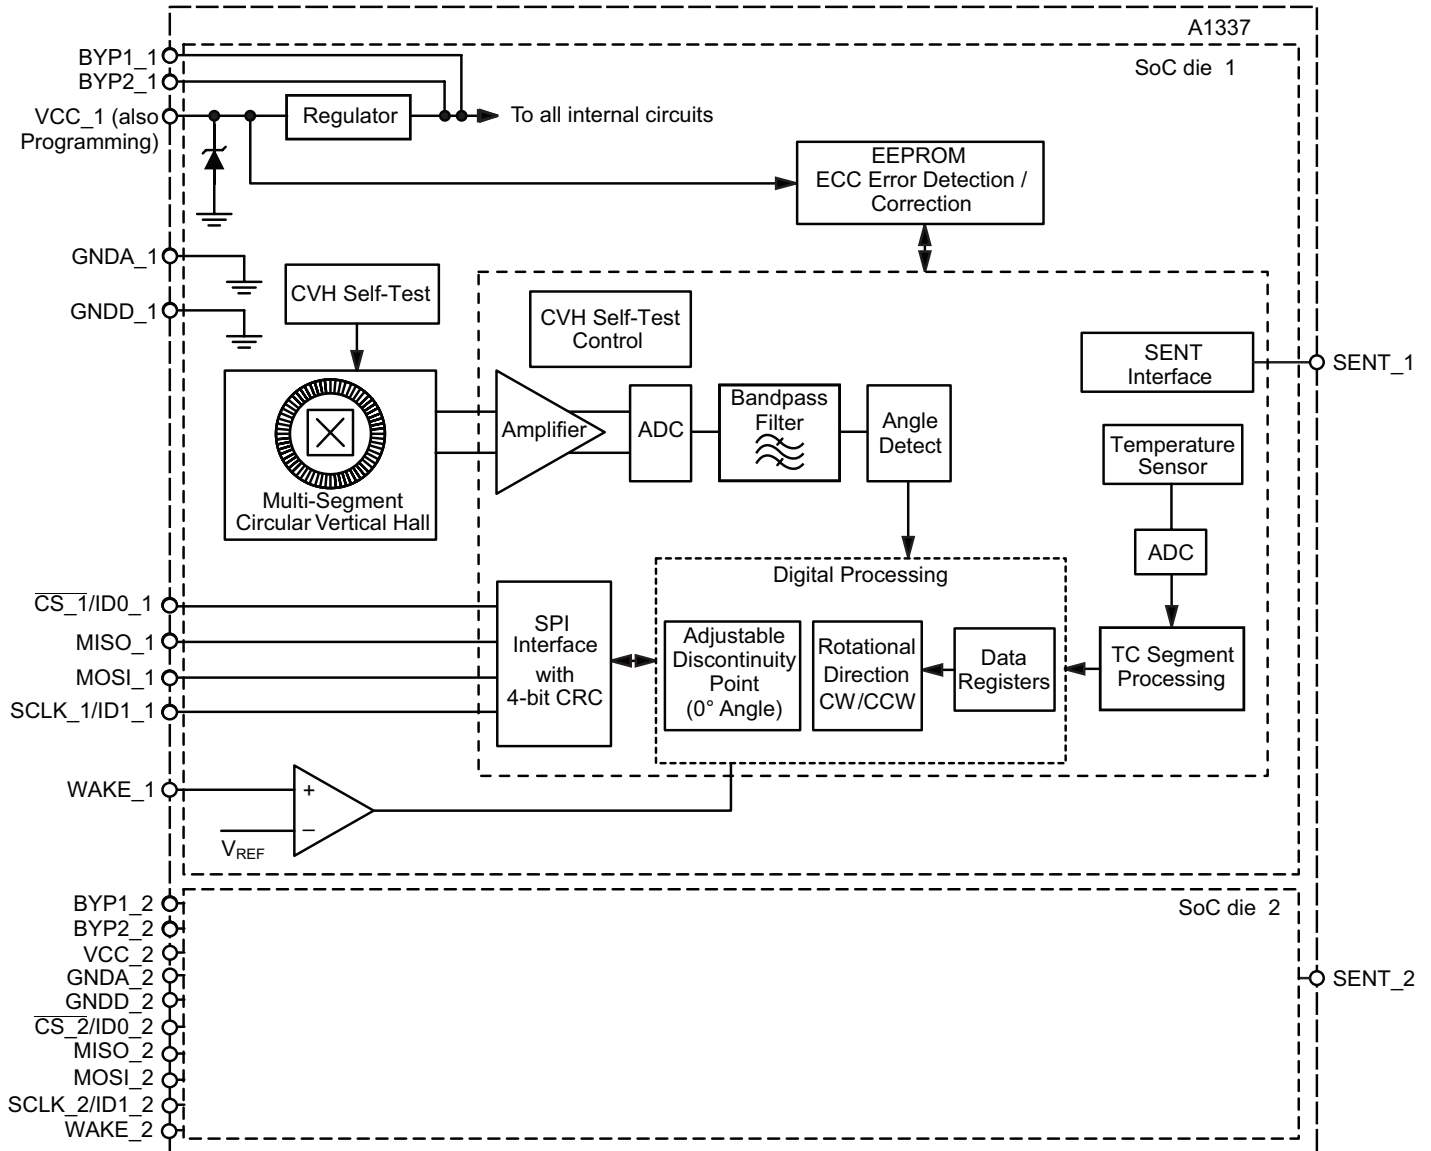 A1337
SoC die 1
BYP1_1
BYP2_1
VCC_1 (also
Programming)
Regulator
To all internal circuits
EEPROM
ECC Error Detection /
Correction
GNDA_1
GNDD_1
CVH Self-Test
CVH Self-Test
Control
SENT
Interface
SENT_1
Multi-Segment
Circular Vertical Hall
Amplifier
ADC
Bandpass
Filter
Angle
Detect
Temperature
Sensor
ADC
TC Segment
Processing
Digital Processing
Adjustable
Discontinuity
Point
(0° Angle)
Rotational
Direction
CW/CCW
Data
Registers
CS_1/ID0_1
MISO_1
MOSI_1
SCLK_1/ID1_1
SPI
Interface
with
4-bit CRC
WAKE_1
+
–
VREF
SoC die 2
BYP1_2
BYP2_2
VCC_2
GNDA_2
GNDD_2
CS_2/ID0_2
MISO_2
MOSI_2
SCLK_2/ID1_2
WAKE_2
SENT_2